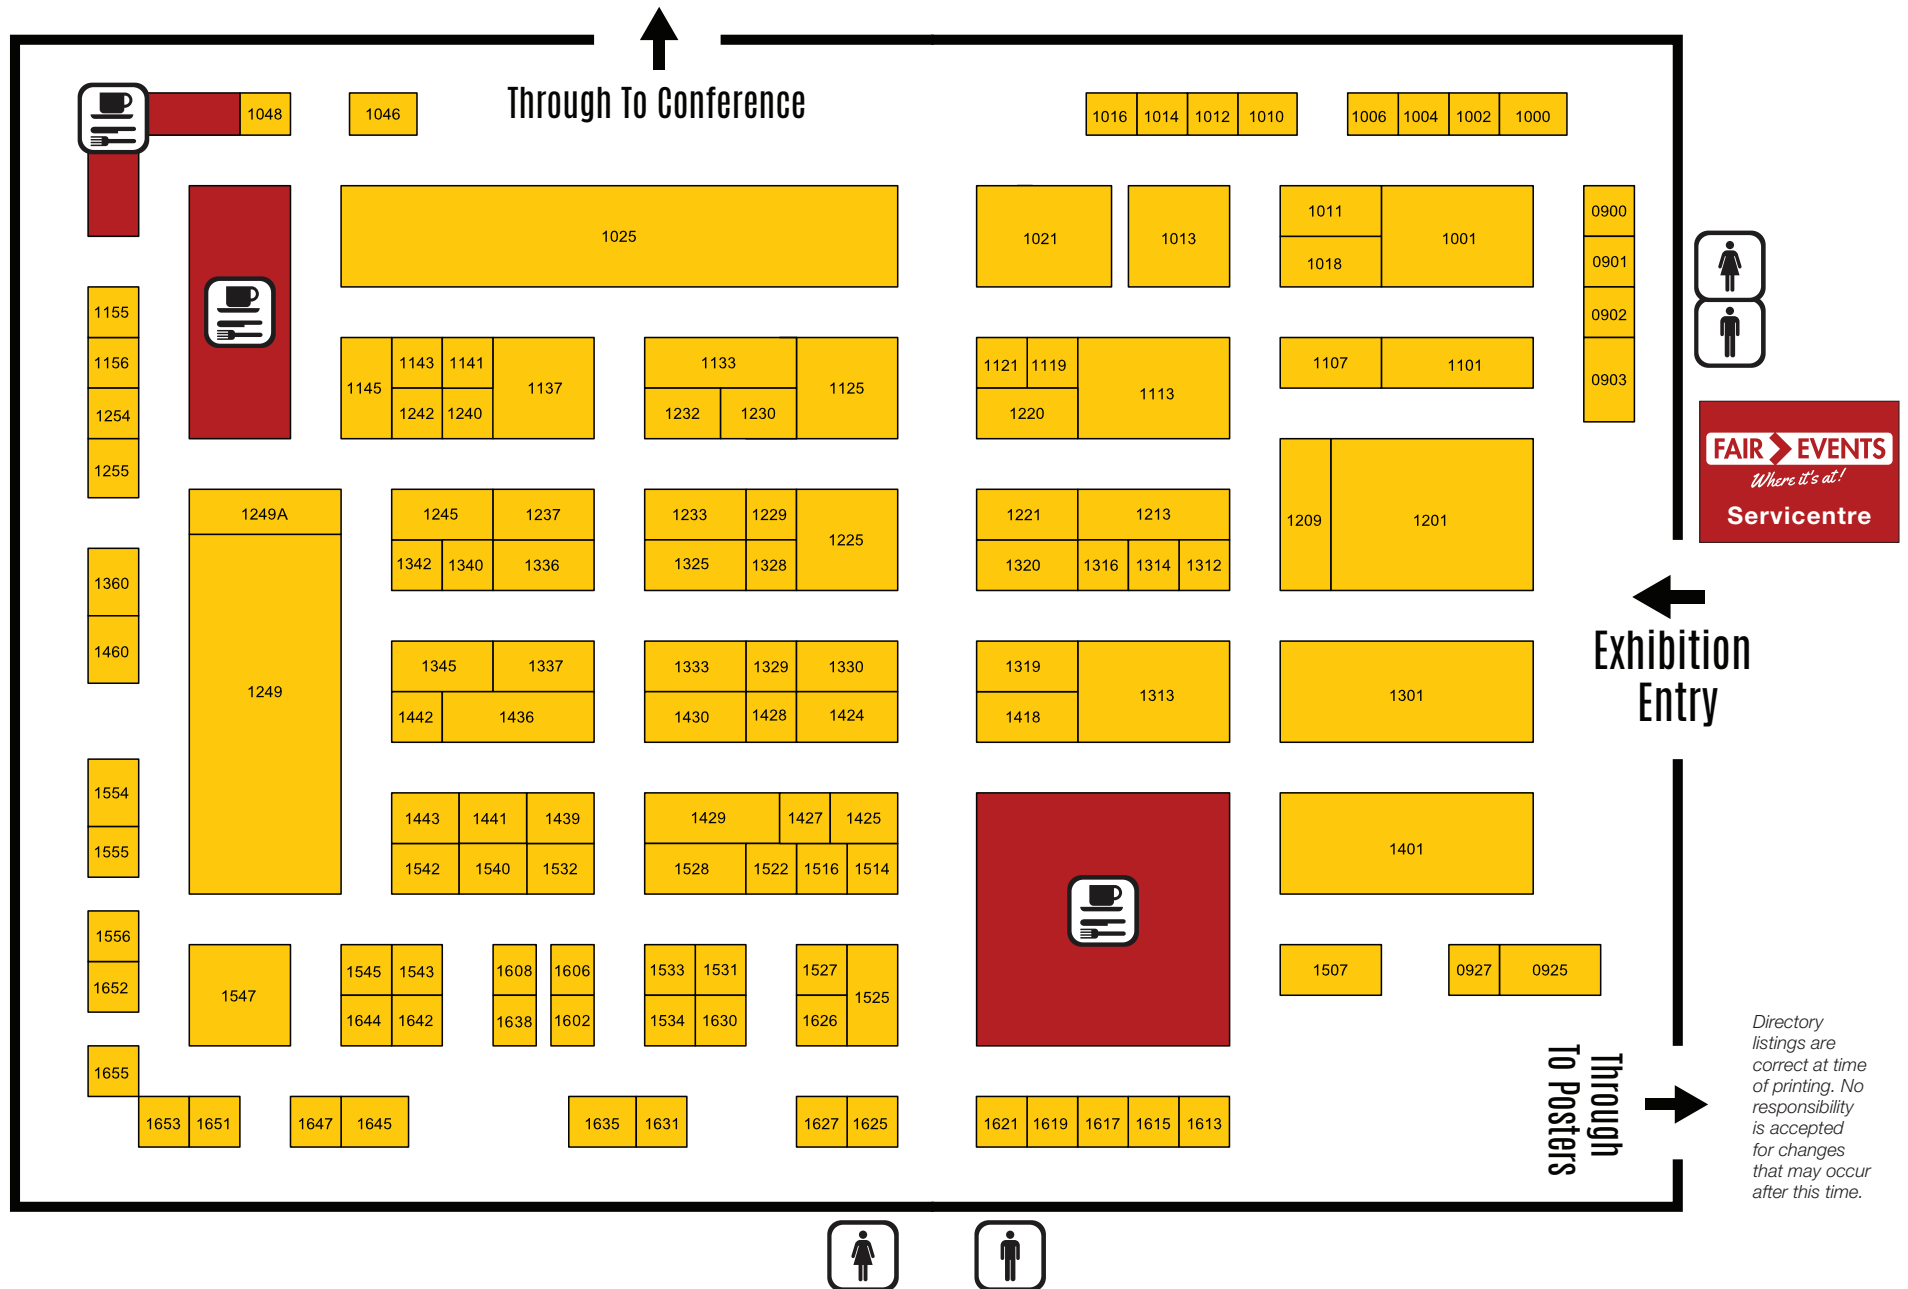 Through To Conference
1048
1046
1016 1014 1012 1010
1006 1004 1002 1000
1025
1021
1013
1011
1018
1001
0900
0901
0902
0903
1155
1156
1254
1255
1145
1143 1141
1242 1240
1137
1133
1232 1230
1125
1121 1119
1220
1113
1107 1101
FAIR EVENTS
Where it's at!
Servicentre
1249A
1249
1245 1237
1342 1340 1336
1233 1229
1325 1328
1225
1221 1213
1320 1316 1314 1312
1209
1201
1360
1460
Exhibition
Entry
1345 1337
1442 1436
1333 1329 1330
1430 1428 1424
1319
1418
1313
1301
1554
1555
1443 1441 1439
1542 1540 1532
1429 1427 1425
1528 1522 1516 1514
1401
1556
1652
1547
1545 1543
1644 1642
1608 1606
1638 1602
1533 1531
1534 1630
1527
1626
1525
1507
0927 0925
1655
1653 1651
1647 1645
1635 1631
1627 1625
1621 1619 1617 1615 1613
Through
To Posters
Directory
listings are
correct at time
of printing. No
responsibility
is accepted
for changes
that may occur
after this time.